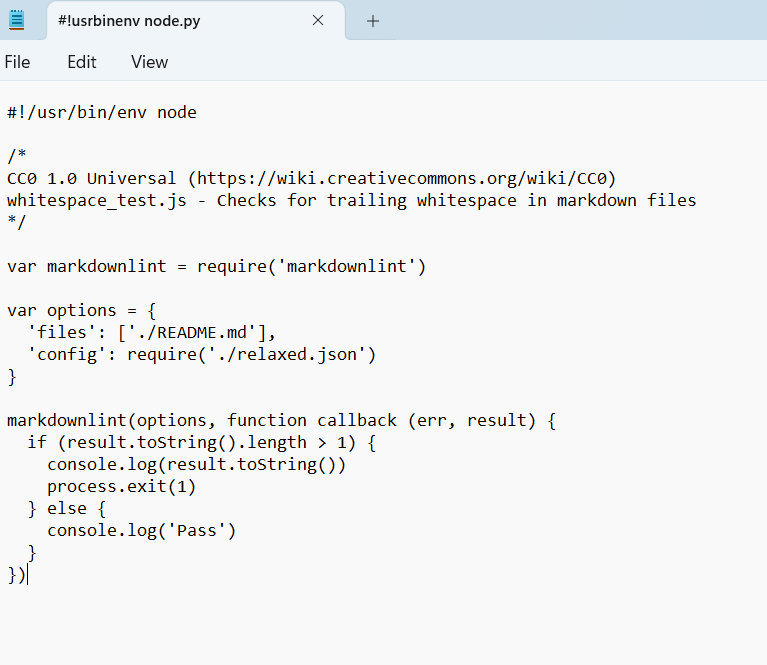 #!usrbinenv node.py
File Edit View
#!/usr/bin/env node
/*
CC0 1.0 Universal (https://wiki.creativecommons.org/wiki/CC0)
whitespace_test.js - Checks for trailing whitespace in markdown files
*/
var markdownlint = require('markdownlint')
var options = {
  'files': ['./README.md'],
  'config': require('./relaxed.json')
}
markdownlint(options, function callback (err, result) {
  if (result.toString().length > 1) {
    console.log(result.toString())
    process.exit(1)
  } else {
    console.log('Pass')
  }
})